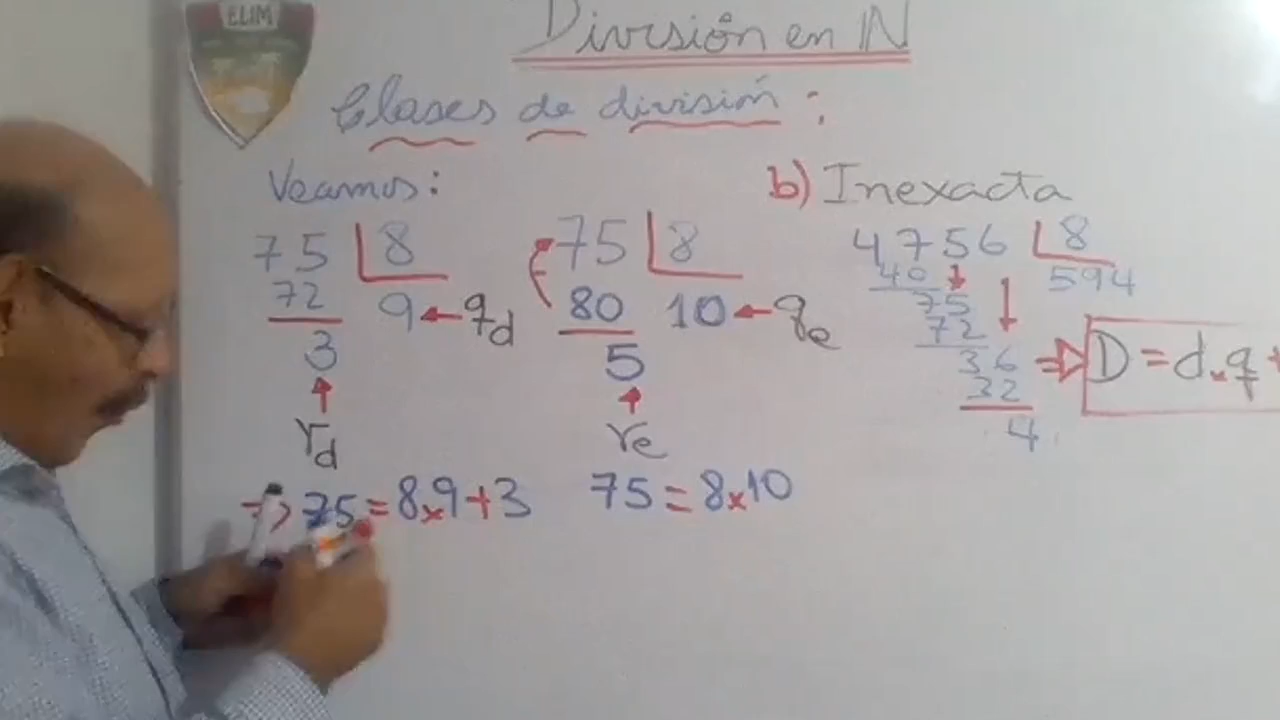 ELIM
División en N
Clases de división :
Veamos:
75 8
72 9 ← qd
3
rd
⇒ 75 = 8x9+3
75 8
80 10 ← qe
5
re
75 = 8x10
b) Inexacta
4756 8
40 594
75
72
36
32
4
⇒ D = d.q +